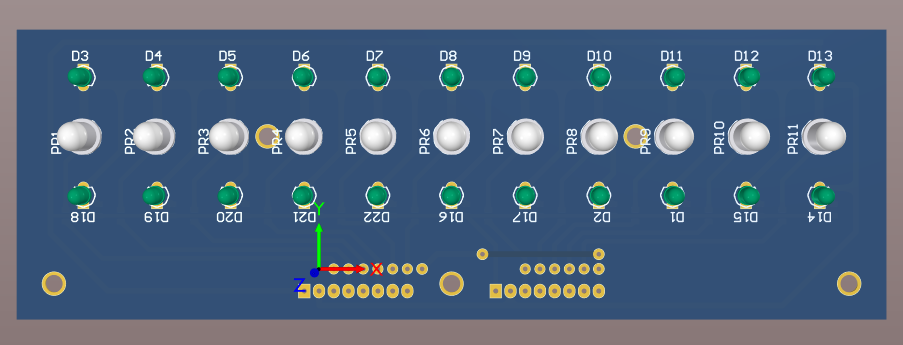 D3 D4 D5 D6 D7 D8 D9 D10 D11 D12 D13
PR1 PR2 PR3 PR4 PR5 PR6 PR7 PR8 PR9 PR10 PR11
D18 D19 D20 D21 D22 D16 D17 D2 D1 D15 D14
Y
X
Z